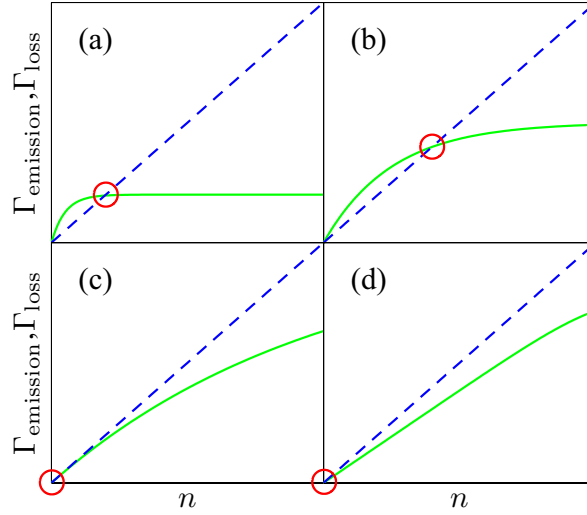 (a) (b)
Γemission, Γloss
(c) (d)
Γemission, Γloss
n n